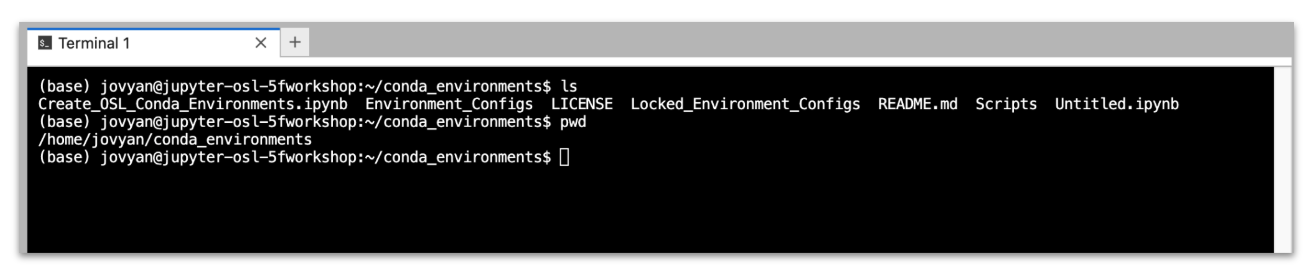 Terminal 1
(base) jovyan@jupyter-osl-5fworkshop:~/conda_environments$ ls
Create_OSL_Conda_Environments.ipynb  Environment_Configs  LICENSE  Locked_Environment_Configs  README.md  Scripts  Untitled.ipynb
(base) jovyan@jupyter-osl-5fworkshop:~/conda_environments$ pwd
/home/jovyan/conda_environments
(base) jovyan@jupyter-osl-5fworkshop:~/conda_environments$